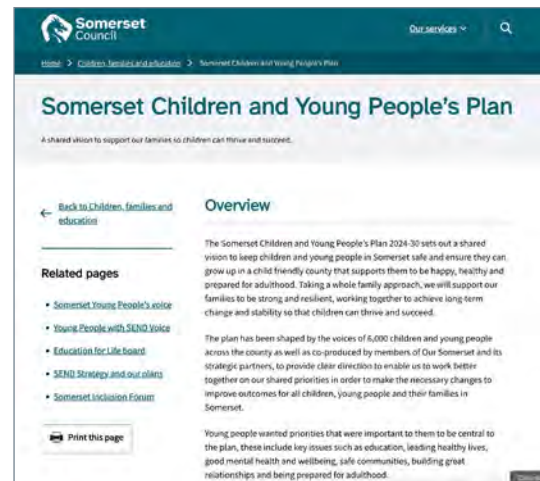 Somerset
Council
Our services
Home > Children, families and education > Somerset Children and Young People's Plan
Somerset Children and Young People's Plan
A shared vision to support our families so children can thrive and succeed.
Back to Children, families and
education
Related pages
• Somerset Young People's voice
• Young People with SEND Voice
• Education for Life board
• SEND Strategy and our plans
• Somerset Inclusion Forum
Print this page
Overview
The Somerset Children and Young People's Plan 2024-30 sets out a shared
vision to keep children and young people in Somerset safe and ensure they can
grow up in a child friendly county that supports them to be happy, healthy and
prepared for adulthood. Taking a whole family approach, we will support our
families to be strong and resilient, working together to achieve long-term
change and stability so that children can thrive and succeed.
The plan has been shaped by the voices of 6,000 children and young people
across the county as well as co-produced by members of Our Somerset and its
strategic partners, to provide clear direction to enable us to work better
together on our shared priorities in order to make the necessary changes to
improve outcomes for all children, young people and their families in
Somerset.
Young people wanted priorities that were important to them to be central to
the plan, these include key issues such as education, leading healthy lives,
good mental health and wellbeing, safe communities, building great
relationships and being prepared for adulthood.